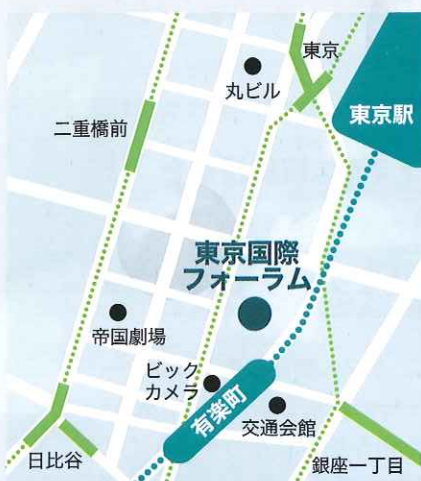 東京
丸ビル
東京駅
二重橋前
東京国際
フォーラム
帝国劇場
ビック
カメラ
有楽町
交通会館
日比谷
銀座一丁目